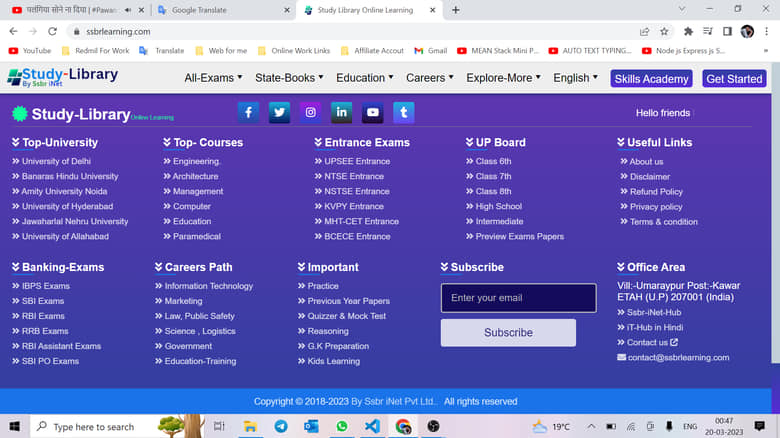 पतंगिया सोने ना दिया | #Pawan
Google Translate
Study Library Online Learning
ssbrlearning.com
YouTube
Redmil For Work
Translate
Web for me
Online Work Links
Affiliate Accout
Gmail
MEAN Stack Mini P...
AUTO TEXT TYPING...
Node js Express js S...
Study-Library
By Ssbr iNet
All-Exams
State-Books
Education
Careers
Explore-More
English
Skills Academy
Get Started
Study-Library Online Learning
Hello friends
Top-University
University of Delhi
Banaras Hindu University
Amity University Noida
University of Hyderabad
Jawaharlal Nehru University
University of Allahabad
Top- Courses
Engineering.
Architecture
Management
Computer
Education
Paramedical
Entrance Exams
UPSEE Entrance
NTSE Entrance
NSTSE Entrance
KVPY Entrance
MHT-CET Entrance
BCECE Entrance
UP Board
Class 6th
Class 7th
Class 8th
High School
Intermediate
Preview Exams Papers
Useful Links
About us
Disclaimer
Refund Policy
Privacy policy
Terms & condition
Banking-Exams
IBPS Exams
SBI Exams
RBI Exams
RRB Exams
RBI Assistant Exams
SBI PO Exams
Careers Path
Information Technology
Marketing
Law, Public Safety
Science , Logistics
Government
Education-Training
Important
Practice
Previous Year Papers
Quizzer & Mock Test
Reasoning
G.K Preparation
Kids Learning
Subscribe
Enter your email
Subscribe
Office Area
Vill:-Umaraypur Post:-Kawar
ETAH (U.P) 207001 (India)
Ssbr-iNet-Hub
iT-Hub in Hindi
Contact us
contact@ssbrlearning.com
Copyright © 2018-2023 By Ssbr iNet Pvt Ltd.. All rights reserved
Type here to search
19°C
ENG
00:47
20-03-2023